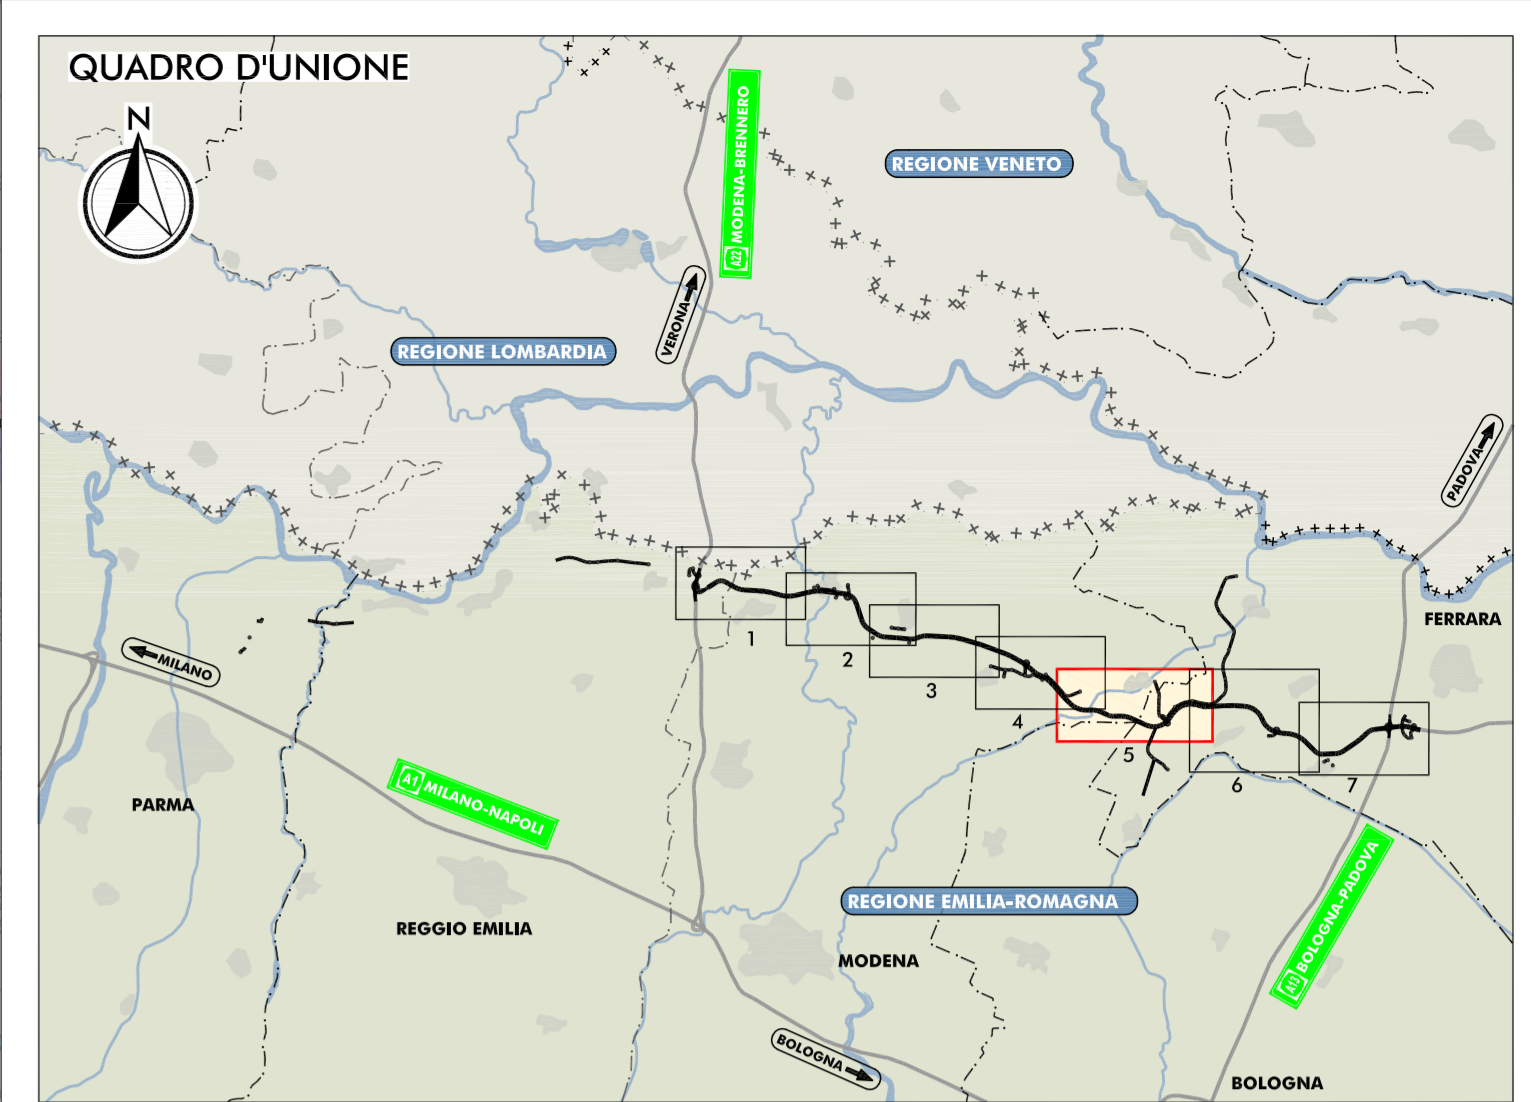 QUADRO D'UNIONE
N
A22 MODENA-BRENNERO
REGIONE VENETO
VERONA
REGIONE LOMBARDIA
PADOVA
FERRARA
1
2
3
4
5
6
7
MILANO
PARMA
A1 MILANO-NAPOLI
REGIONE EMILIA-ROMAGNA
A13 BOLOGNA-PADOVA
REGGIO EMILIA
MODENA
BOLOGNA
BOLOGNA